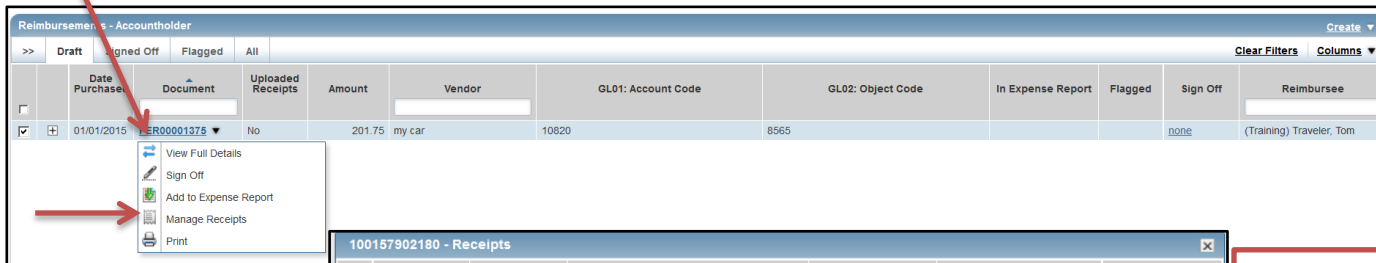 Reimbursements - Accountholder Create ▼
>> Draft Signed Off Flagged All Clear Filters Columns ▼
Date Purchased Document Uploaded Receipts Amount Vendor GL01: Account Code GL02: Object Code In Expense Report Flagged Sign Off Reimbursee
01/01/2015 PER00001375 ▼ No 201.75 my car 10820 8565 none (Training) Traveler, Tom
View Full Details
Sign Off
Add to Expense Report
Manage Receipts
Print
100157902180 - Receipts